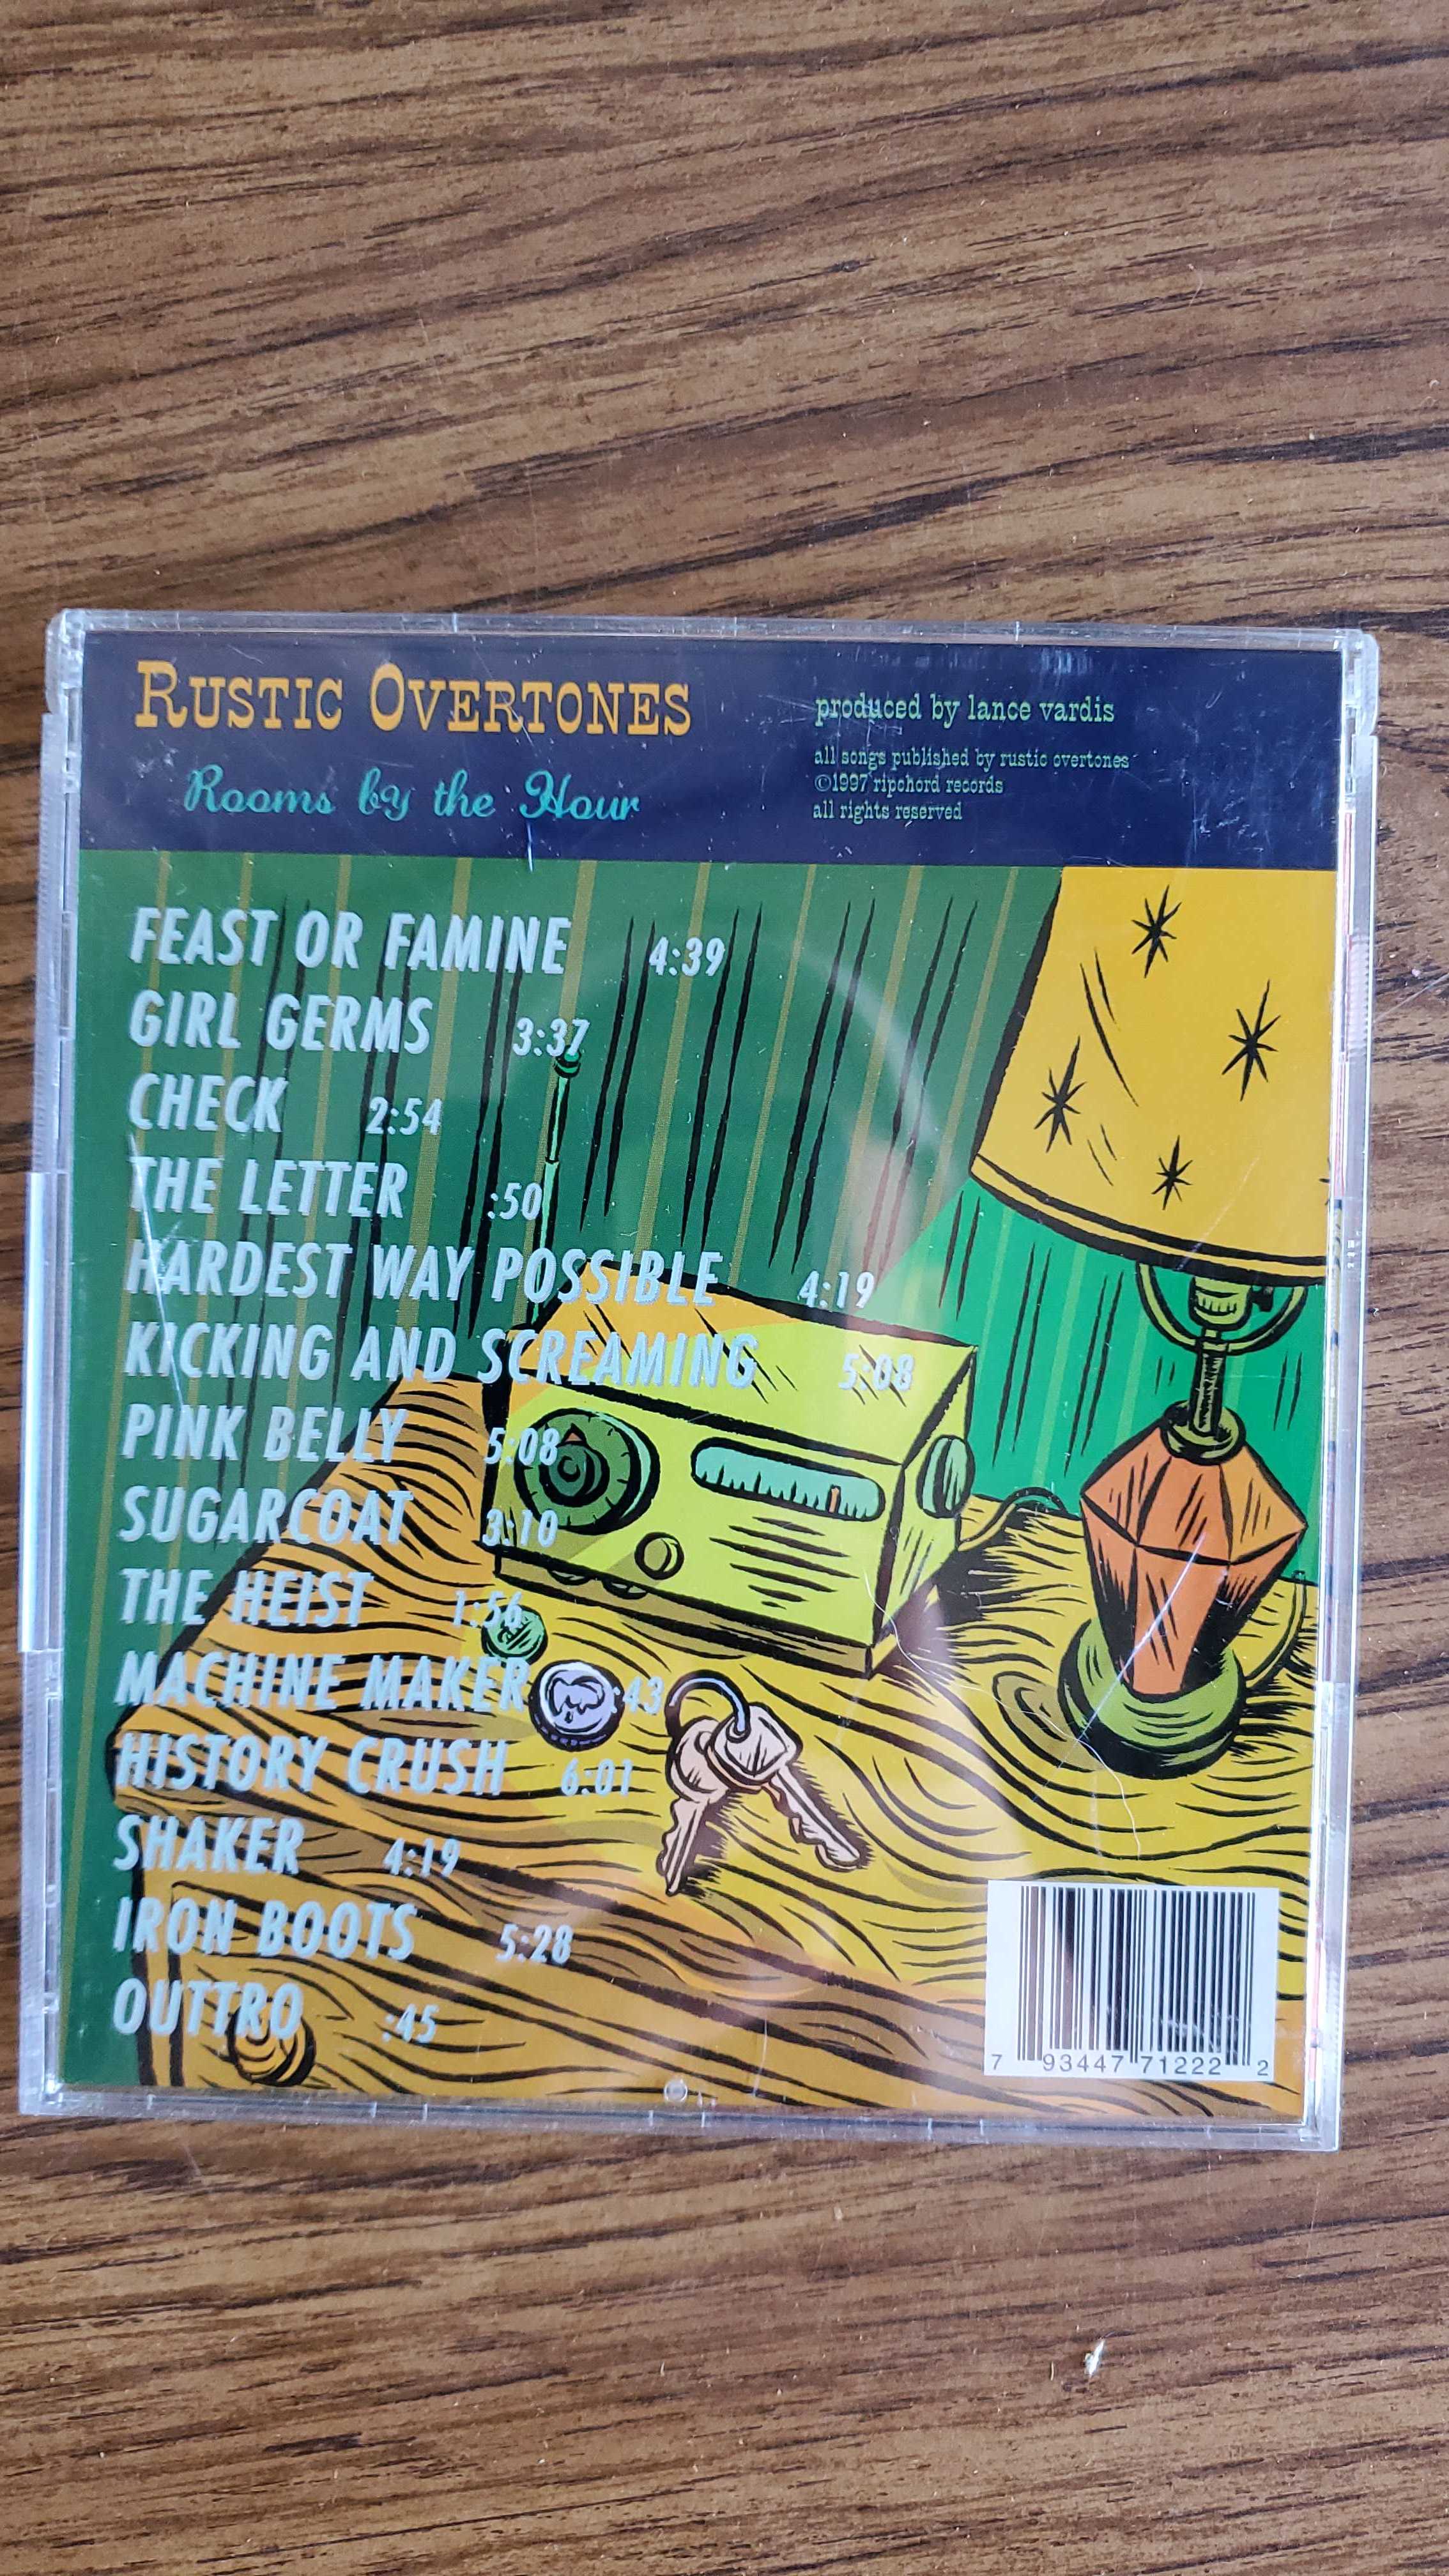 RUSTIC OVERTONES
Rooms by the Hour
produced by lance vardis
all songs published by rustic overtones
©1997 ripchord records
all rights reserved
FEAST OR FAMINE 4:39
GIRL GERMS 3:37
CHECK 2:54
THE LETTER :50
HARDEST WAY POSSIBLE 4:19
KICKING AND SCREAMING 5:08
PINK BELLY 5:08
SUGARCOAT 3:10
THE HEIST 1:56
MACHINE MAKER :43
HISTORY CRUSH 6:01
SHAKER 4:19
IRON BOOTS 5:28
OUTTRO :45
7 93447 71222 2